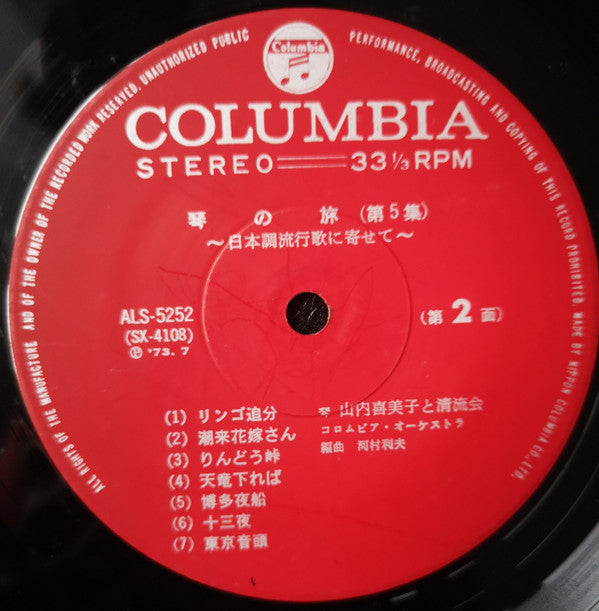 ALL RIGHTS OF THE MANUFACTURE AND OF THE OWNER OF THE RECORDED WORK RESERVED. UNAUTHORIZED PUBLIC PERFORMANCE, BROADCASTING AND COPYING OF THIS RECORD PROHIBITED. MADE BY NIPPON COLUMBIA CO., LTD.
Columbia
COLUMBIA
STEREO 33 1/3 RPM
琴の旅(第5集)
~日本調流行歌に寄せて~
ALS-5252
(SX-4108)
Ⓟ '73. 7
(第2面)
(1) リンゴ追分
(2) 潮来花嫁さん
(3) りんどう峠
(4) 天竜下れば
(5) 博多夜船
(6) 十三夜
(7) 東京音頭
琴 山内喜美子と清流会
コロムビア・オーケストラ
編曲 河村利夫